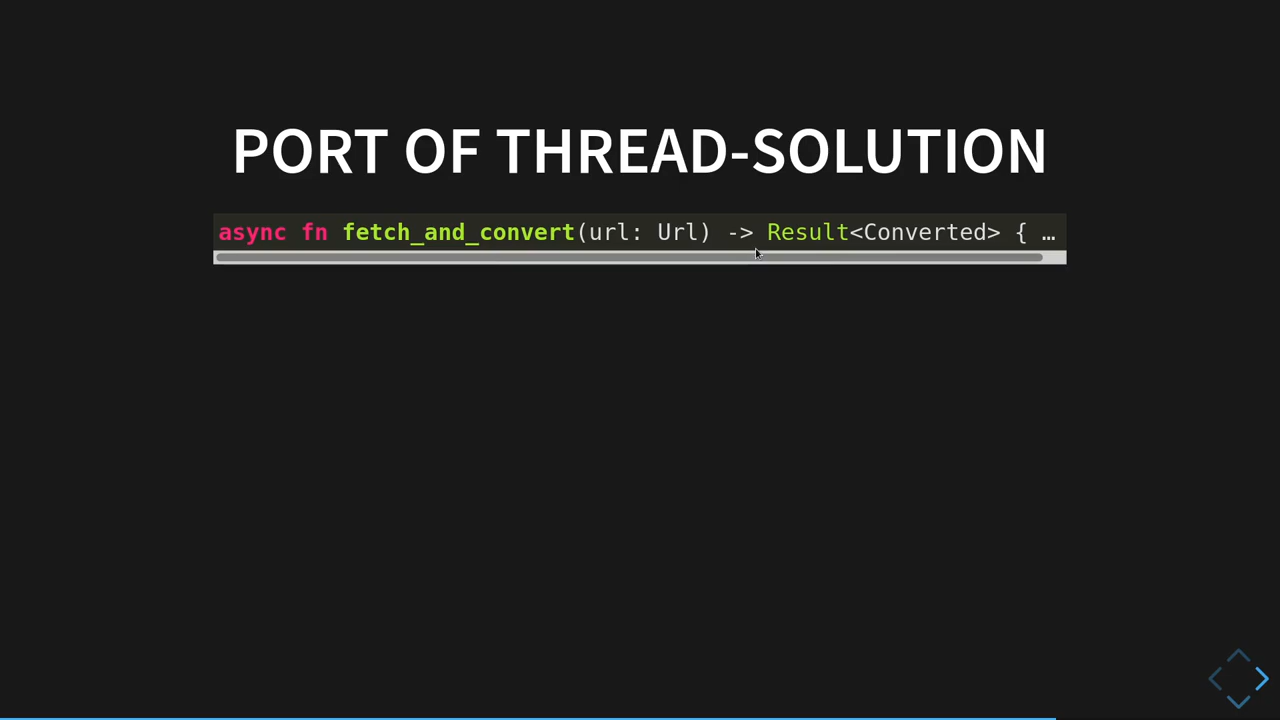 PORT OF THREAD-SOLUTION
async fn fetch_and_convert(url: Url) -> Result<Converted> { …